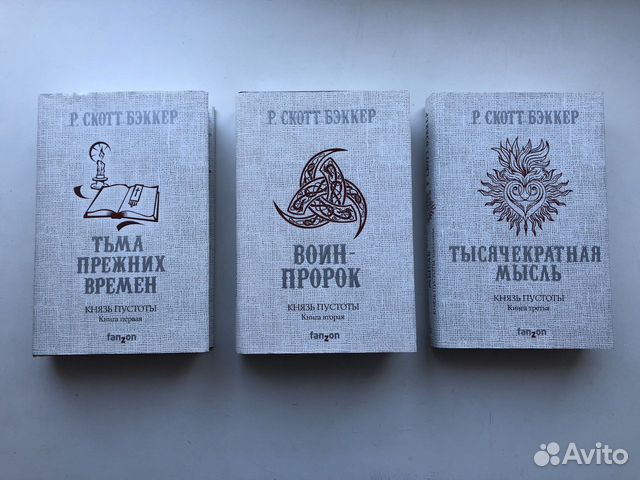 Р. СКОТТ БЭККЕР
ТЬМА
ПРЕЖНИХ
ВРЕМЕН
КНЯЗЬ ПУСТОТЫ
Книга первая
fanzon
Р. СКОТТ БЭККЕР
ВОИН-
ПРОРОК
КНЯЗЬ ПУСТОТЫ
Книга вторая
fanzon
Р. СКОТТ БЭККЕР
ТЫСЯЧЕКРАТНАЯ
МЫСЛЬ
КНЯЗЬ ПУСТОТЫ
Книга третья
fanzon
Avito